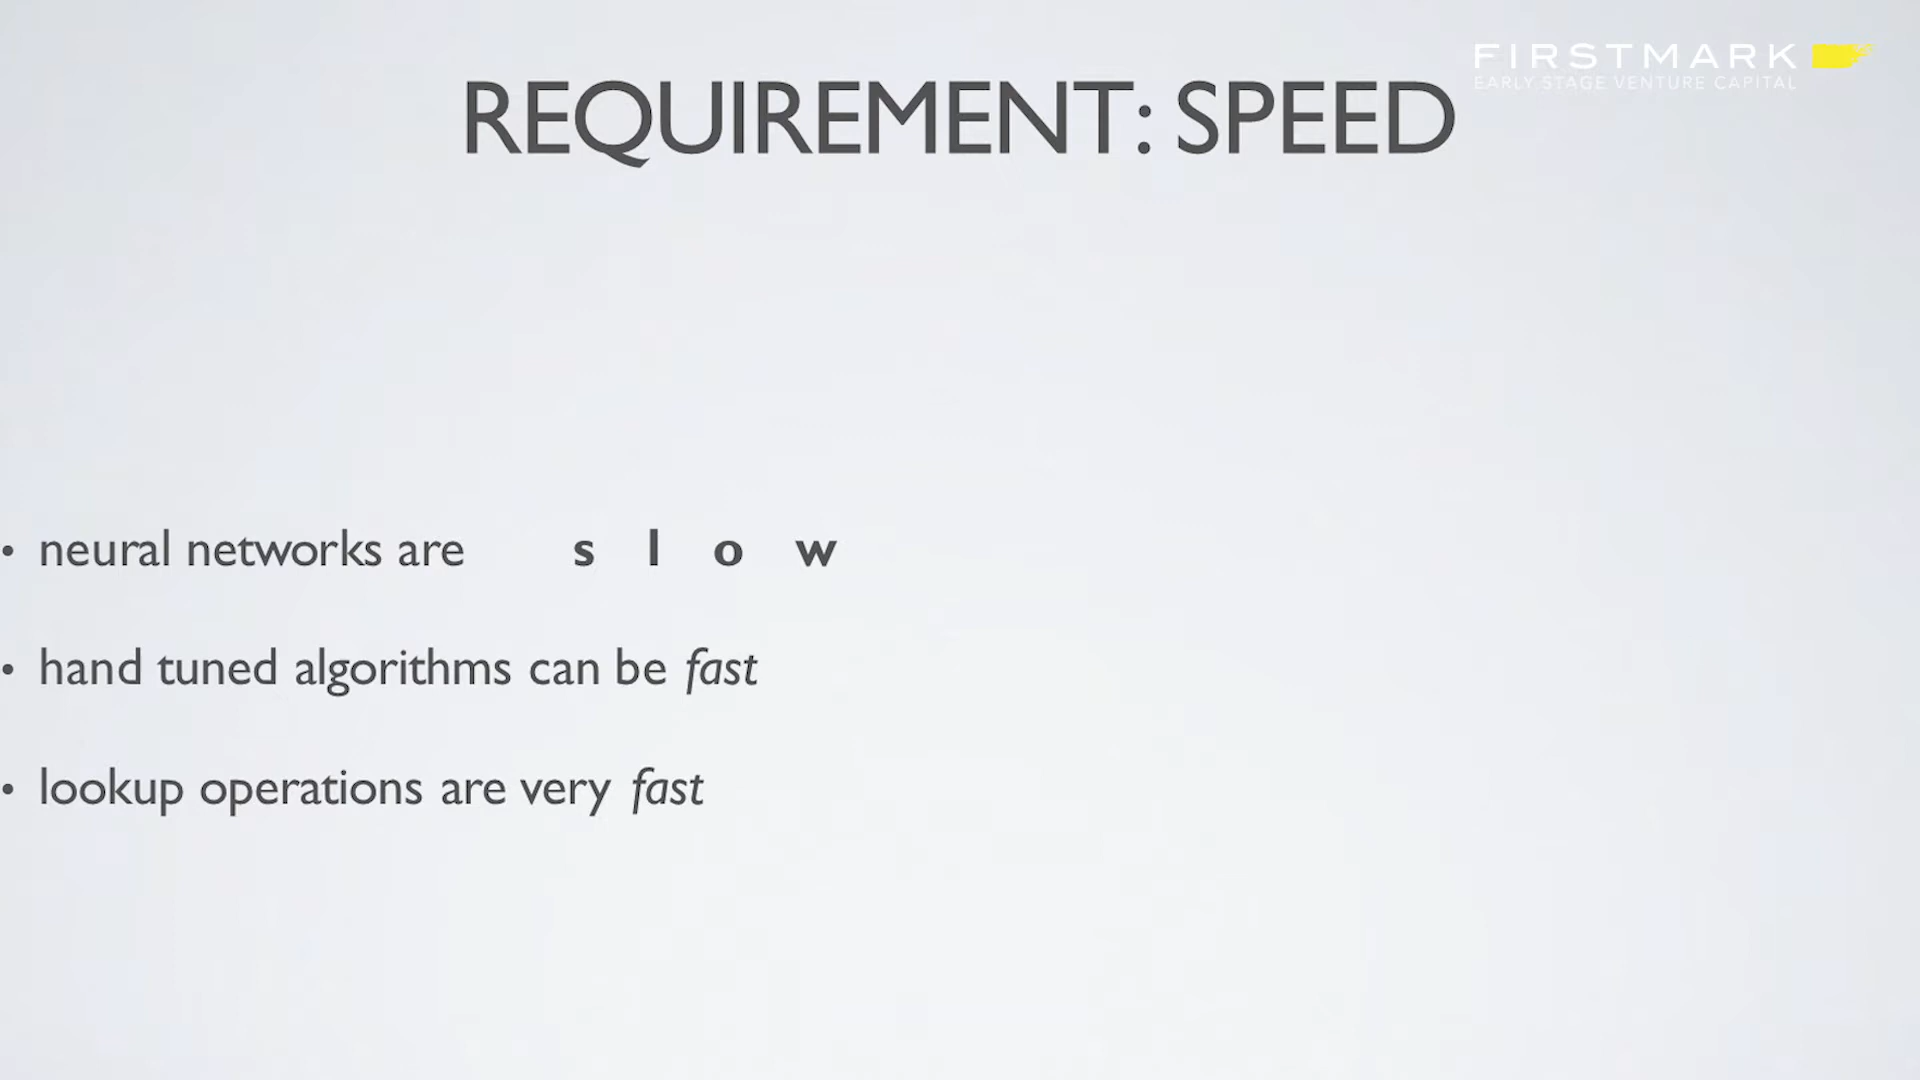 FIRSTMARK
EARLY STAGE VENTURE CAPITAL
REQUIREMENT: SPEED
• neural networks are s l o w
• hand tuned algorithms can be fast
• lookup operations are very fast